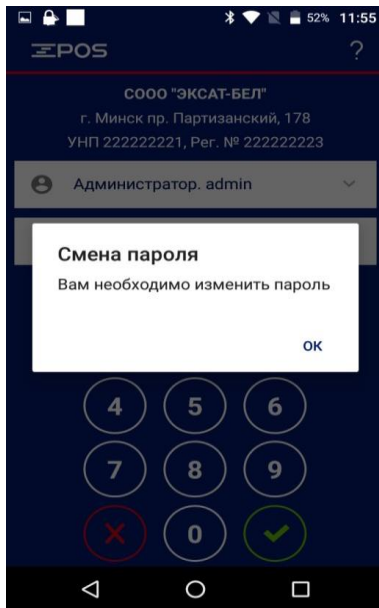 52% 11:55
ΞPOS ?
СООО "ЭКСАТ-БЕЛ"
г. Минск пр. Партизанский, 178
УНП 222222221, Рег. № 222222223
Администратор. admin
Смена пароля
Вам необходимо изменить пароль
ОК
4 5 6
7 8 9
0